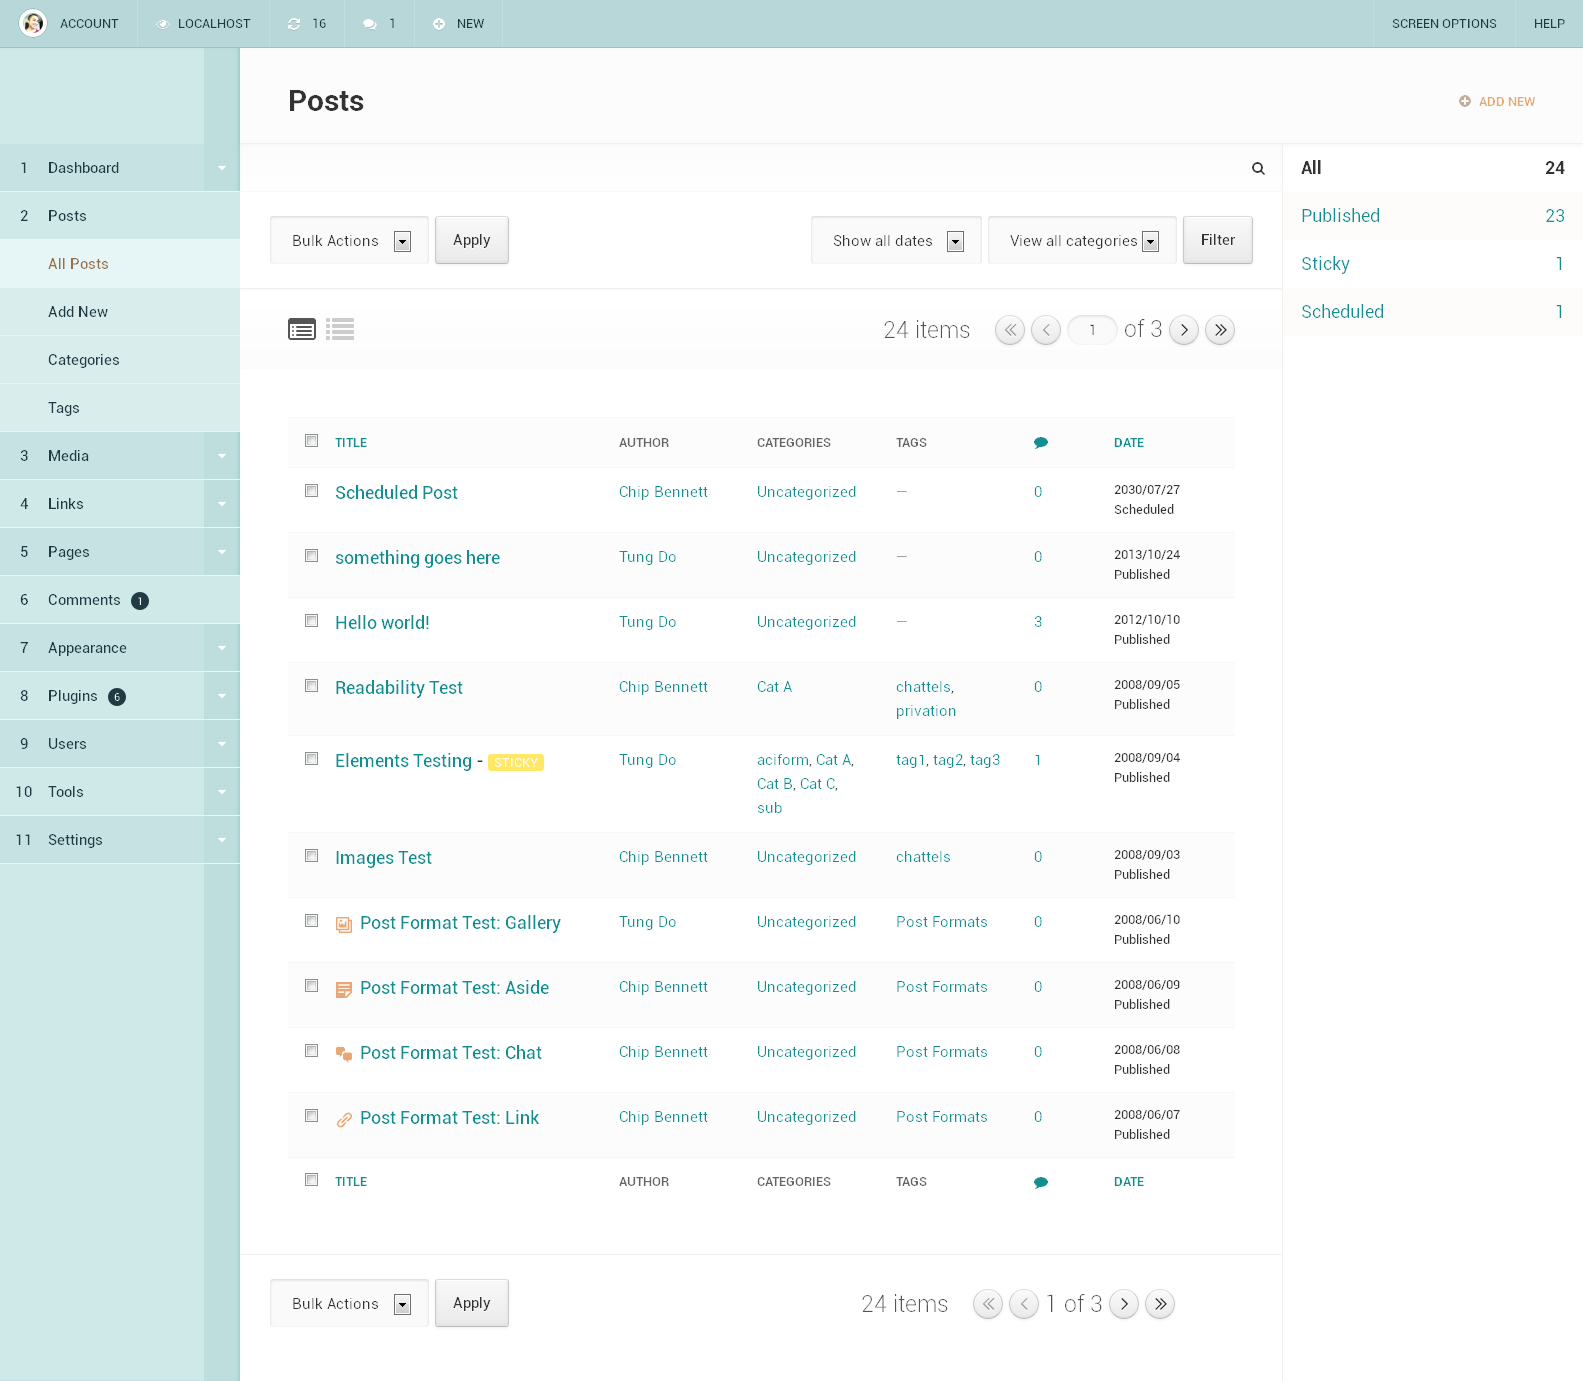 ACCOUNT LOCALHOST 16 1 NEW SCREEN OPTIONS HELP
Posts
ADD NEW
1 Dashboard
2 Posts
All Posts
Add New
Categories
Tags
3 Media
4 Links
5 Pages
6 Comments 1
7 Appearance
8 Plugins 6
9 Users
10 Tools
11 Settings
All 24
Published 23
Sticky 1
Scheduled 1
Bulk Actions Apply Show all dates View all categories Filter
24 items 1 of 3
TITLE AUTHOR CATEGORIES TAGS DATE
Scheduled Post Chip Bennett Uncategorized — 0 2030/07/27
Scheduled
something goes here Tung Do Uncategorized — 0 2013/10/24
Published
Hello world! Tung Do Uncategorized — 3 2012/10/10
Published
Readability Test Chip Bennett Cat A chattels, 0 2008/09/05
privation Published
Elements Testing - STICKY Tung Do aciform, Cat A, tag1, tag2, tag3 1 2008/09/04
Cat B, Cat C, Published
sub
Images Test Chip Bennett Uncategorized chattels 0 2008/09/03
Published
Post Format Test: Gallery Tung Do Uncategorized Post Formats 0 2008/06/10
Published
Post Format Test: Aside Chip Bennett Uncategorized Post Formats 0 2008/06/09
Published
Post Format Test: Chat Chip Bennett Uncategorized Post Formats 0 2008/06/08
Published
Post Format Test: Link Chip Bennett Uncategorized Post Formats 0 2008/06/07
Published
TITLE AUTHOR CATEGORIES TAGS DATE
Bulk Actions Apply 24 items 1 of 3